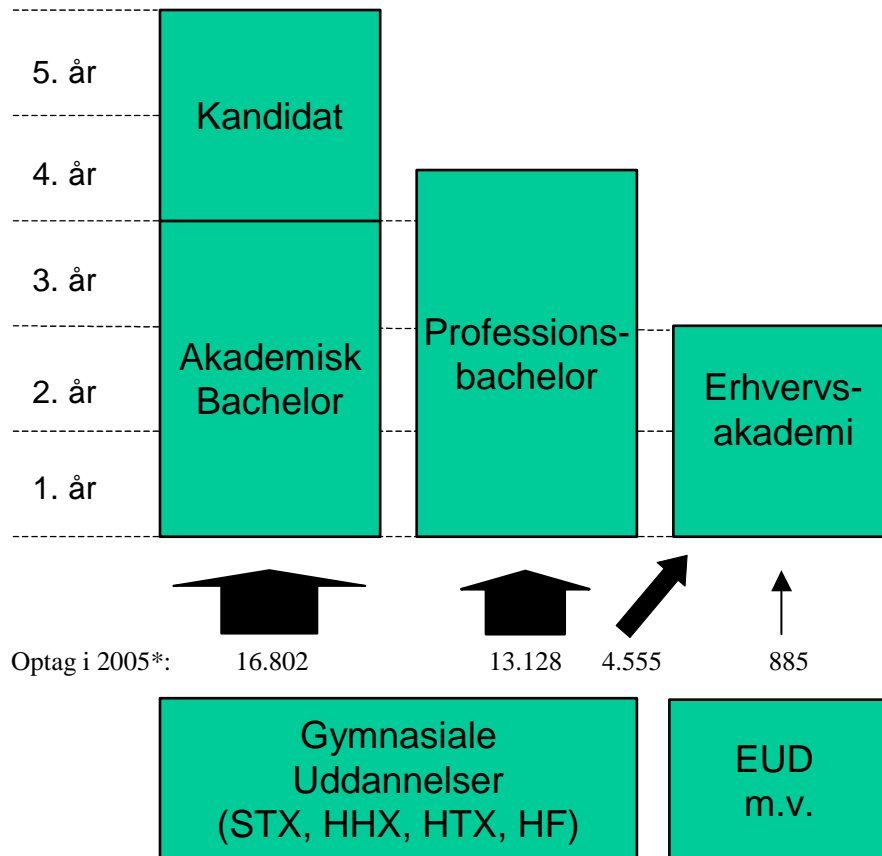 5. år
Kandidat
4. år
3. år
Professions-
bachelor
Akademisk
Bachelor
2. år
Erhvervs-
akademi
1. år
Optag i 2005*: 16.802 13.128 4.555 885
Gymnasiale
Uddannelser
(STX, HHX, HTX, HF)
EUD
m.v.